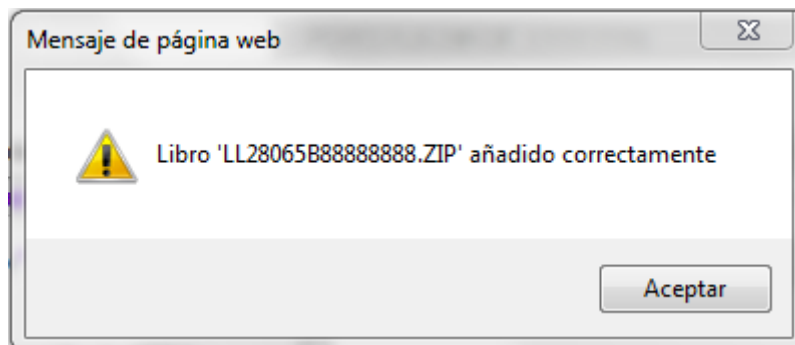 Mensaje de página web
Libro 'LL28065B88888888.ZIP' añadido correctamente
Aceptar